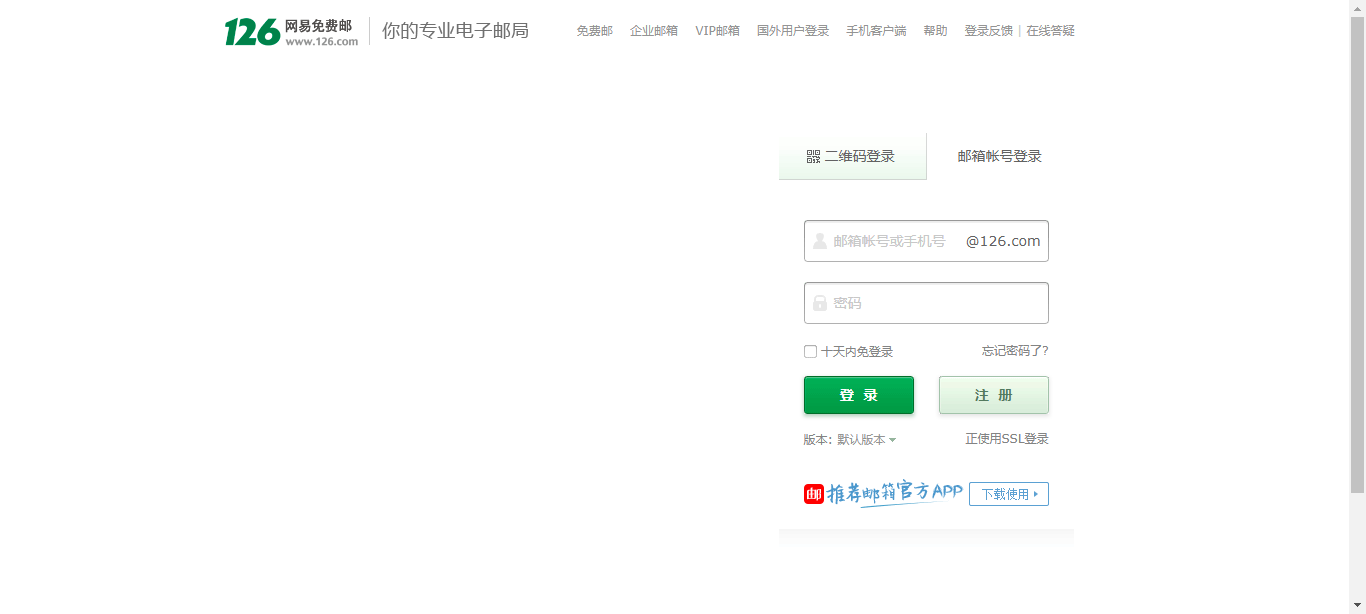 126 网易免费邮 www.126.com 你的专业电子邮局
免费邮 企业邮箱 VIP邮箱 国外用户登录 手机客户端 帮助 登录反馈 | 在线答疑
二维码登录 邮箱帐号登录
邮箱帐号或手机号 @126.com
密码
十天内免登录 忘记密码了?
登 录 注 册
版本: 默认版本 正使用SSL登录
邮 推荐邮箱官方APP 下载使用